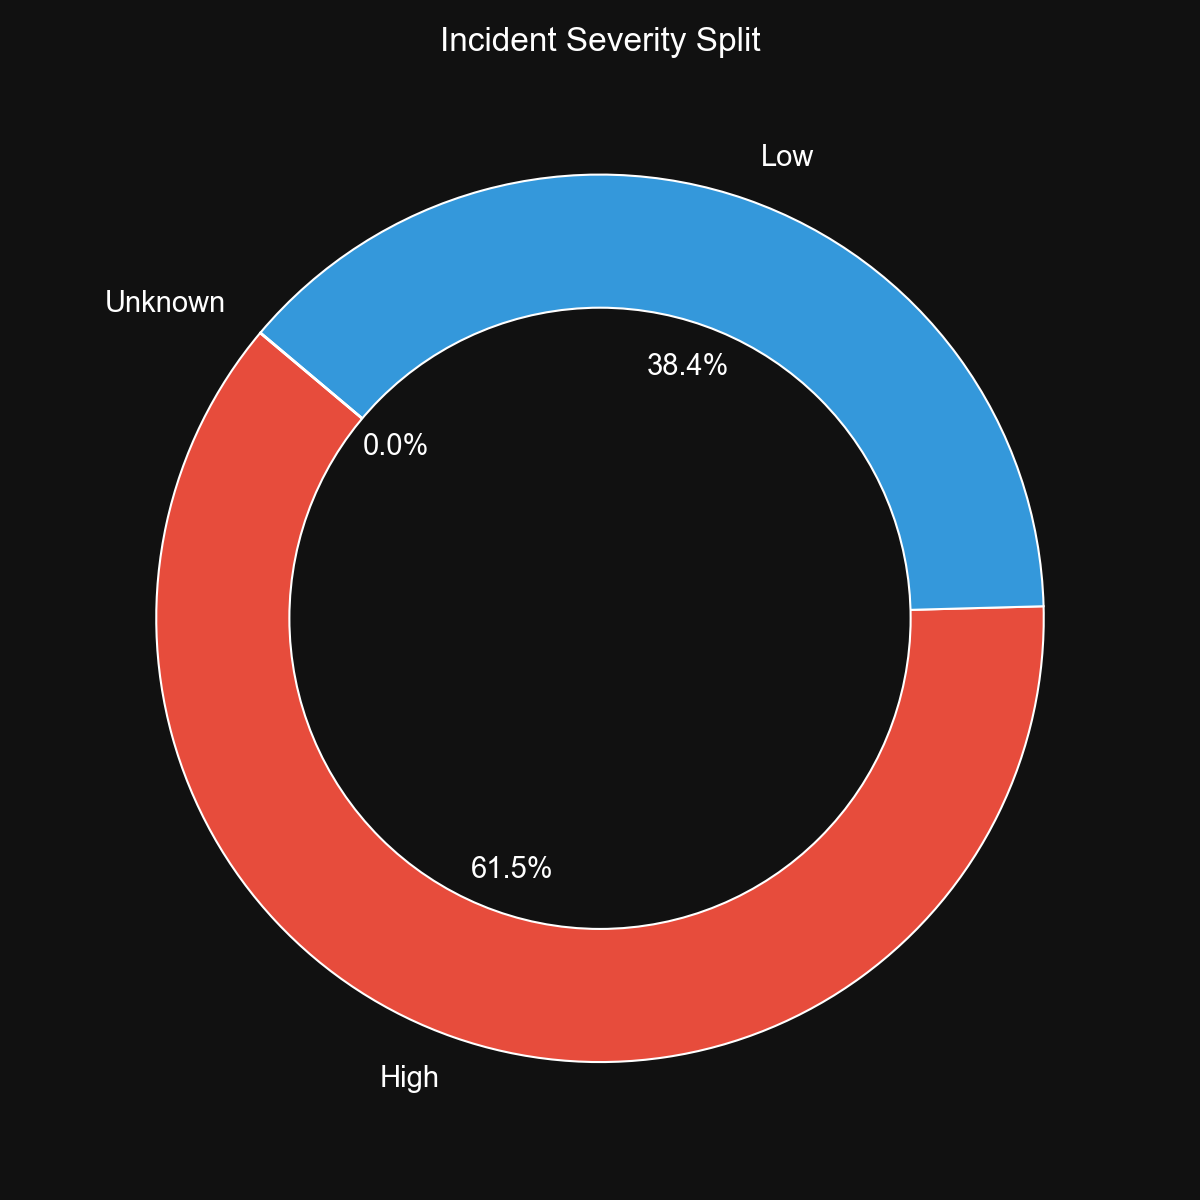 Incident Severity Split
Low
Unknown
38.4%
0.0%
61.5%
High